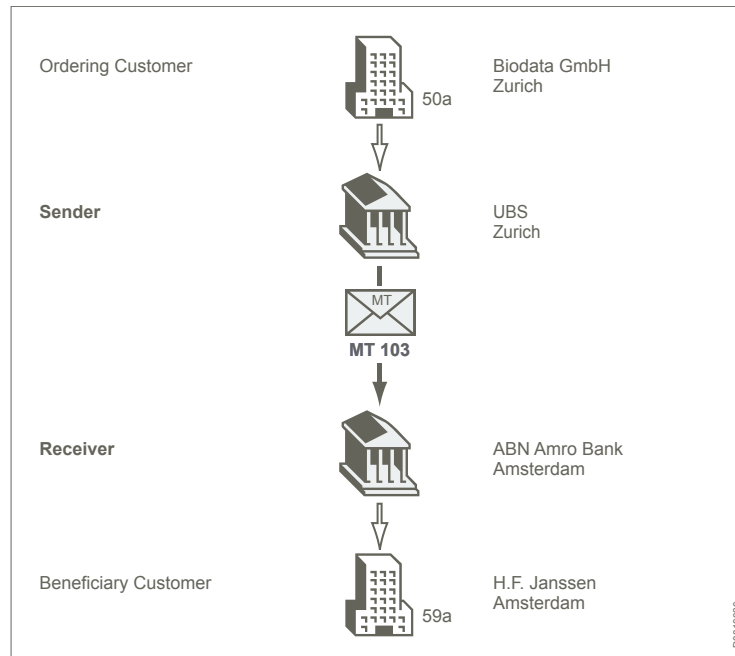 Ordering Customer
50a
Biodata GmbH
Zurich
Sender
UBS
Zurich
MT
MT 103
Receiver
ABN Amro Bank
Amsterdam
Beneficiary Customer
59a
H.F. Janssen
Amsterdam